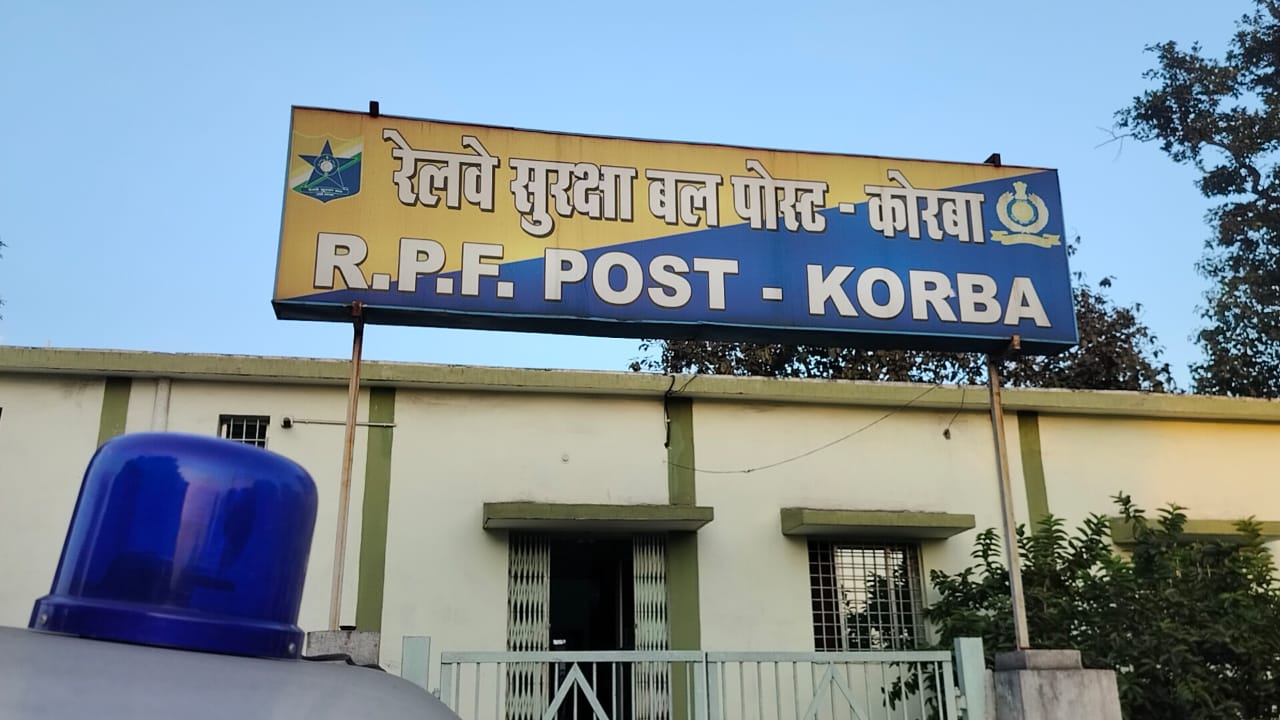 रेलवे सुरक्षा बल पोस्ट - कोरबा
R.P.F. POST - KORBA